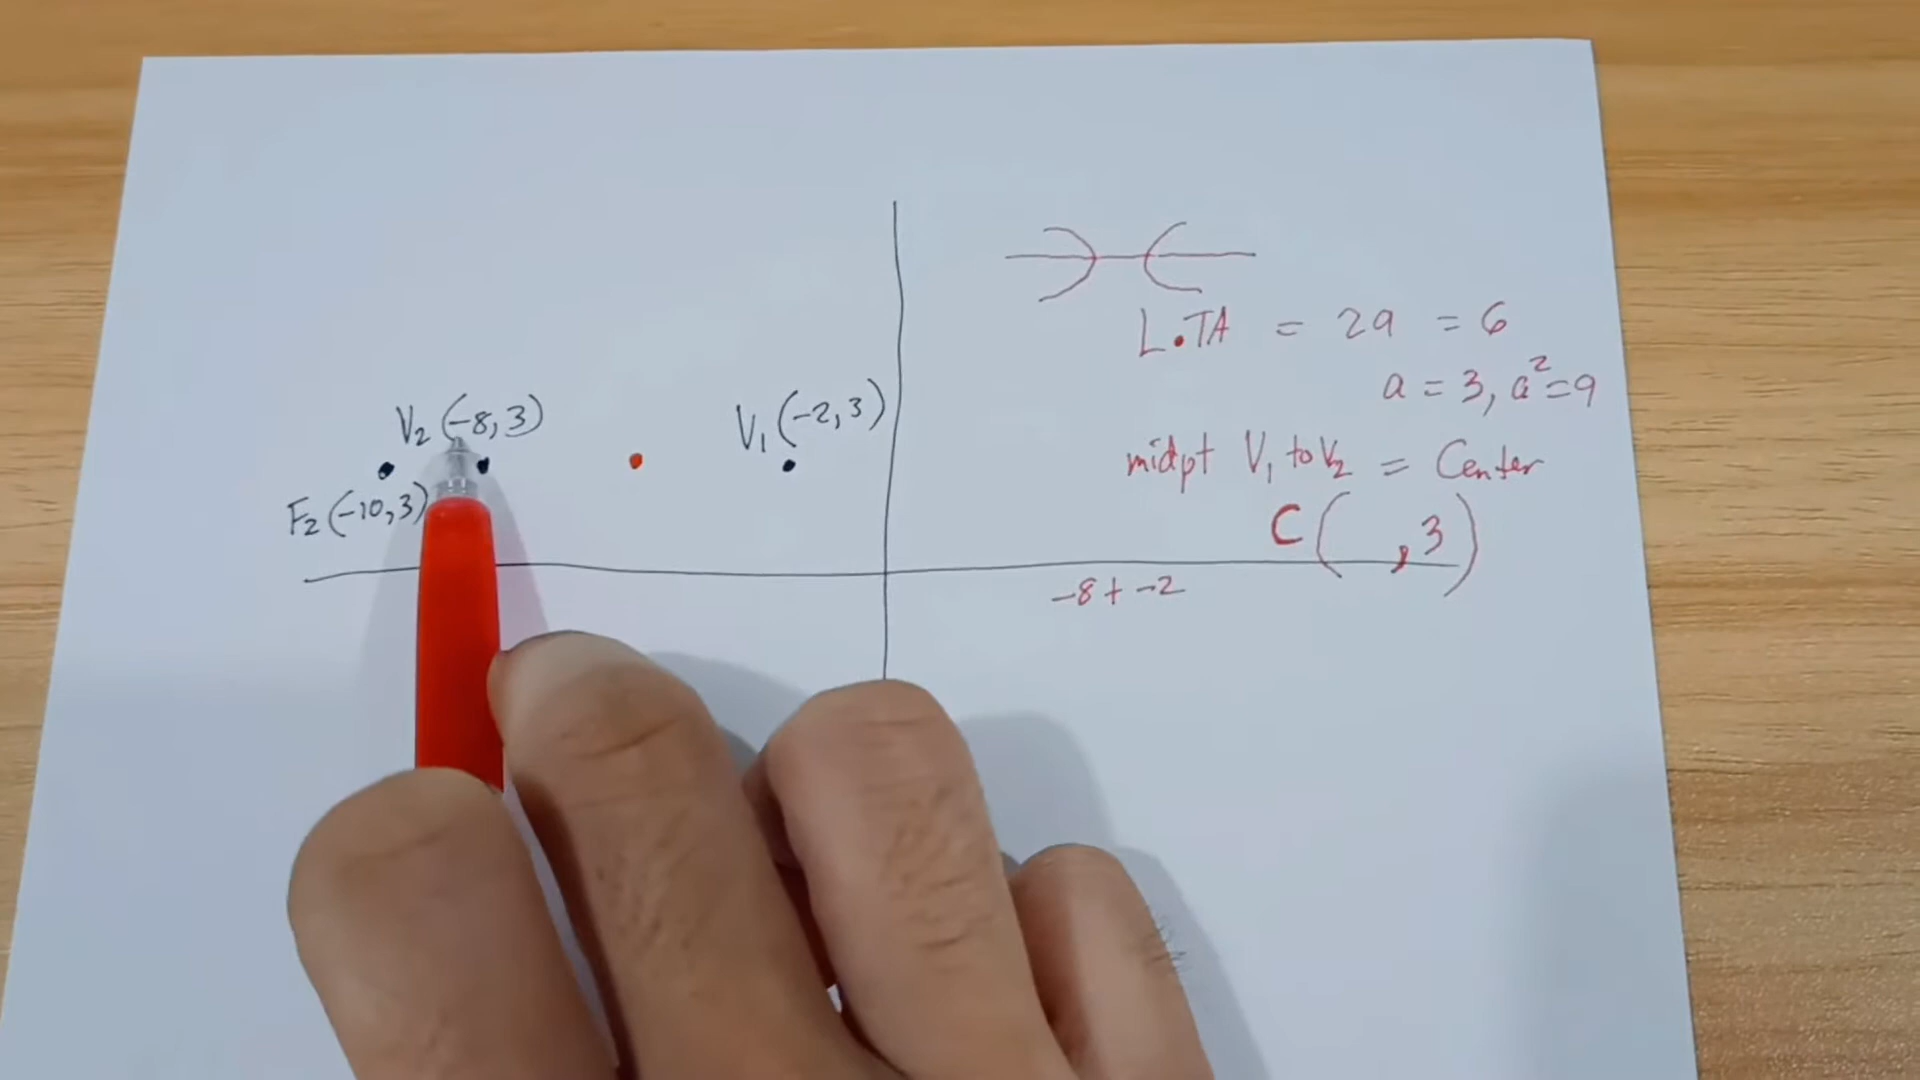 L.TA = 2a = 6
a = 3, a²=9
V₂ (-8, 3)
V₁ (-2, 3)
midpt V₁ to V₂ = Center
F₂ (-10, 3)
C ( , 3)
-8 + -2